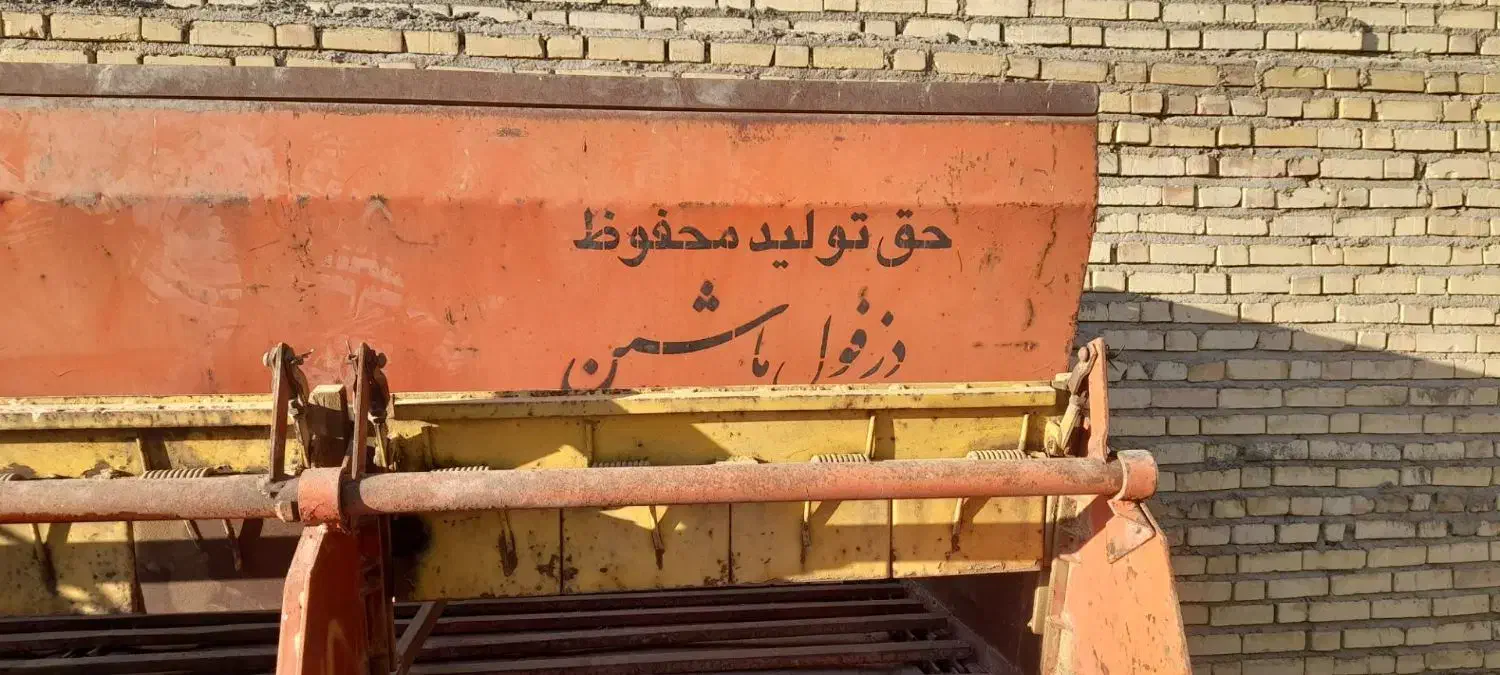 حق تولید محفوظ
دزفول ماشین